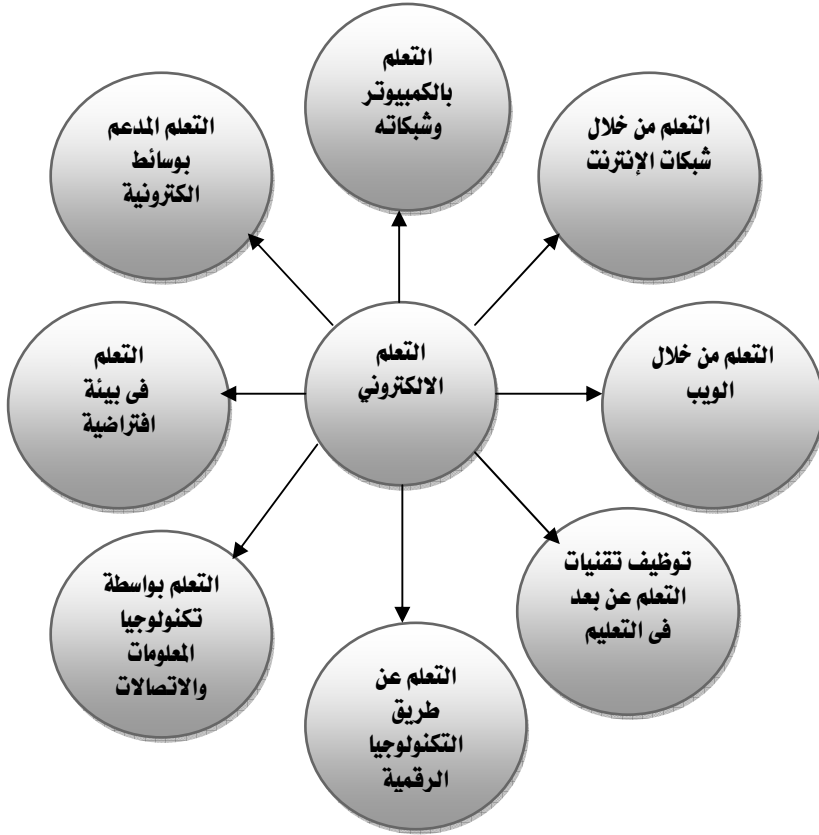 التعلم
بالكمبيوتر
وشبكاته
التعلم من خلال
شبكات الإنترنت
التعلم من خلال
الويب
توظيف تقنيات
التعلم عن بعد
فى التعليم
التعلم عن
طريق
التكنولوجيا
الرقمية
التعلم بواسطة
تكنولوجيا
المعلومات
والاتصالات
التعلم
فى بيئة
افتراضية
التعلم المدعم
بوسائط
الكترونية
التعلم
الالكتروني